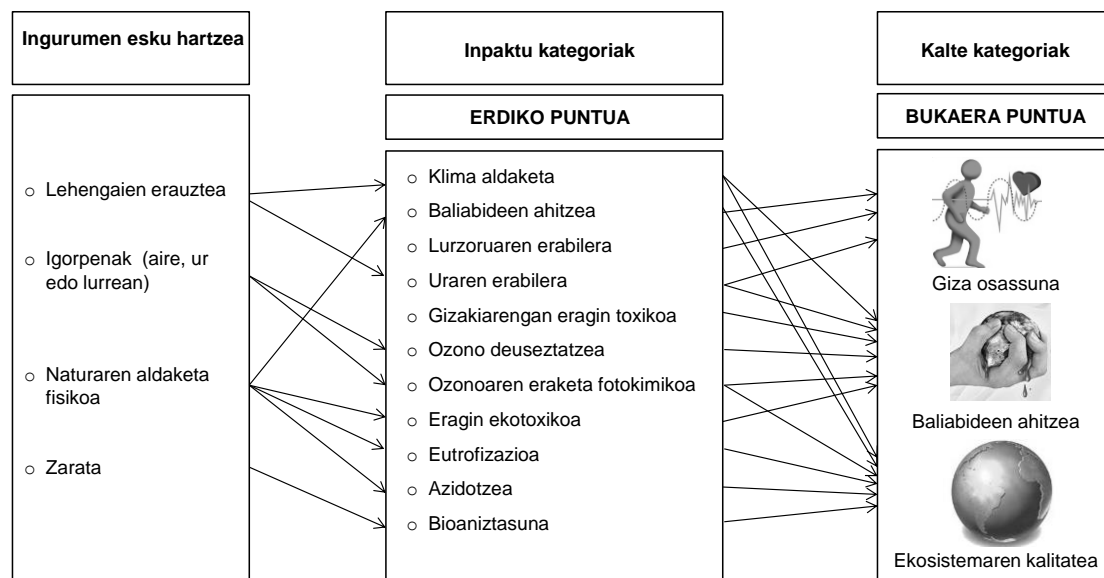 Ingurumen esku hartzea
Inpaktu kategoriak
Kalte kategoriak
ERDIKO PUNTUA
BUKAERA PUNTUA
o Lehengaien erauztea
o Igorpenak (aire, ur
edo lurrean)
o Naturaren aldaketa
fisikoa
o Zarata
o Klima aldaketa
o Baliabideen ahitzea
o Lurzoruaren erabilera
o Uraren erabilera
o Gizakiarengan eragin toxikoa
o Ozono deuseztatzea
o Ozonoaren eraketa fotokimikoa
o Eragin ekotoxikoa
o Eutrofizazioa
o Azidotzea
o Bioaniztasuna
Giza osassuna
Baliabideen ahitzea
Ekosistemaren kalitatea